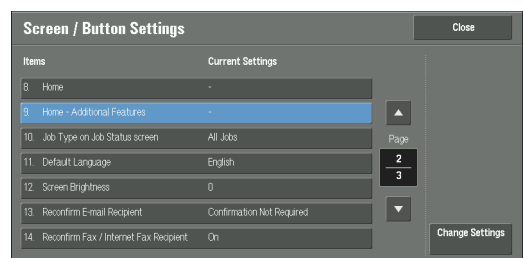 Screen / Button Settings Close
Items Current Settings
8. Home -
9. Home - Additional Features -
10. Job Type on Job Status screen All Jobs
Page
11. Default Language English
2
3
12. Screen Brightness 0
13. Reconfirm E-mail Recipient Confirmation Not Required
14. Reconfirm Fax / Internet Fax Recipient On
Change Settings